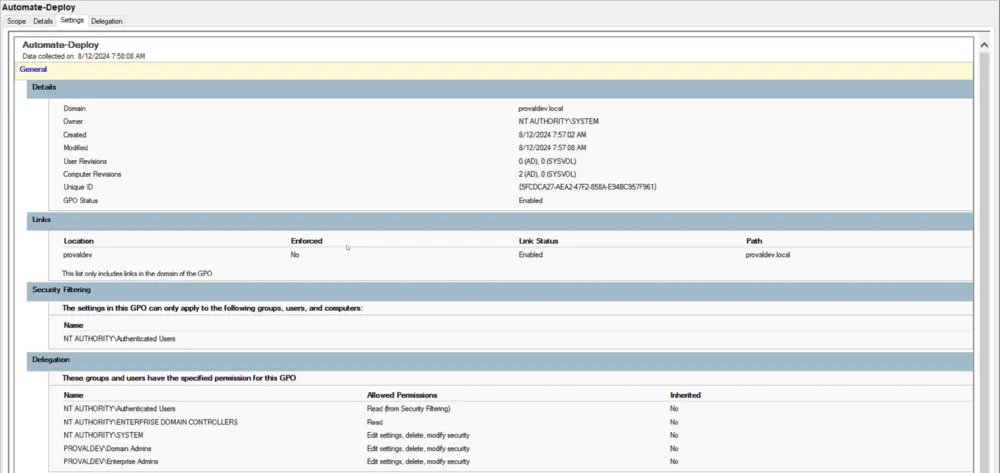 Automate-Deploy
Scope Details Settings Delegation
Automate-Deploy
Data collected on: 8/12/2024 7:58:08 AM
General
Details
Domain provaldev.local
Owner NT AUTHORITY\SYSTEM
Created 8/12/2024 7:57:02 AM
Modified 8/12/2024 7:57:08 AM
User Revisions 0 (AD), 0 (SYSVOL)
Computer Revisions 2 (AD), 0 (SYSVOL)
Unique ID {5FCDCA27-AEA2-47F2-858A-E94BC957F961}
GPO Status Enabled
Links
Location Enforced Link Status Path
provaldev No Enabled provaldev.local
This list only includes links in the domain of the GPO.
Security Filtering
The settings in this GPO can only apply to the following groups, users, and computers:
Name
NT AUTHORITY\Authenticated Users
Delegation
These groups and users have the specified permission for this GPO
Name Allowed Permissions Inherited
NT AUTHORITY\Authenticated Users Read (from Security Filtering) No
NT AUTHORITY\ENTERPRISE DOMAIN CONTROLLERS Read No
NT AUTHORITY\SYSTEM Edit settings, delete, modify security No
PROVALDEV\Domain Admins Edit settings, delete, modify security No
PROVALDEV\Enterprise Admins Edit settings, delete, modify security No